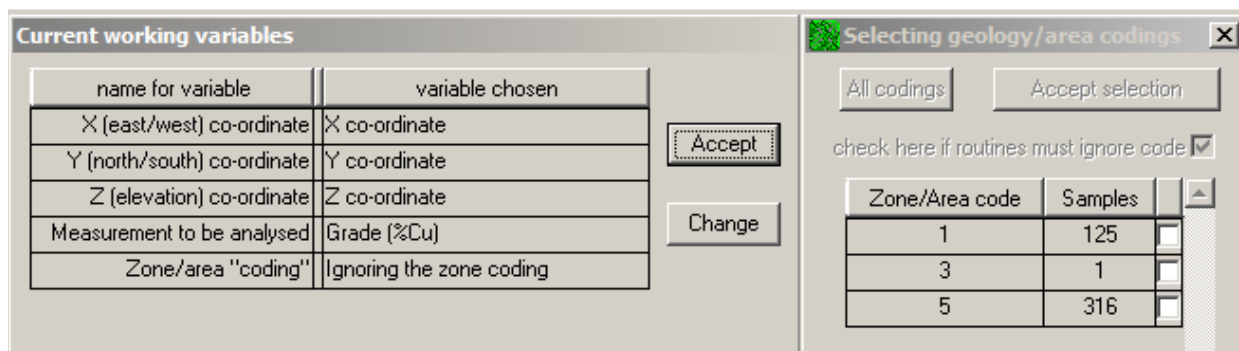 Current working variables
name for variable variable chosen
X (east/west) co-ordinate X co-ordinate
Y (north/south) co-ordinate Y co-ordinate
Z (elevation) co-ordinate Z co-ordinate
Measurement to be analysed Grade (%Cu)
Zone/area "coding" Ignoring the zone coding
Accept
Change
Selecting geology/area codings
All codings Accept selection
check here if routines must ignore code
Zone/Area code Samples
1 125
3 1
5 316